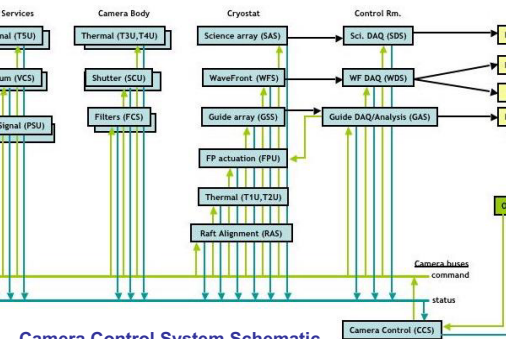 Services
Camera Body
Cryostat
Control Rm.
(T5U)
Thermal (T3U,T4U)
Science array (SAS)
Sci. DAQ (SDS)
(VCS)
Shutter (SCU)
WaveFront (WFS)
WF DAQ (WDS)
Signal (PSU)
Filters (FCS)
Guide array (GSS)
Guide DAQ/Analysis (GAS)
FP actuation (FPU)
Thermal (T1U,T2U)
Raft Alignment (RAS)
Camera buses
command
status
Camera Control (CCS)
Camera Control System Schematic